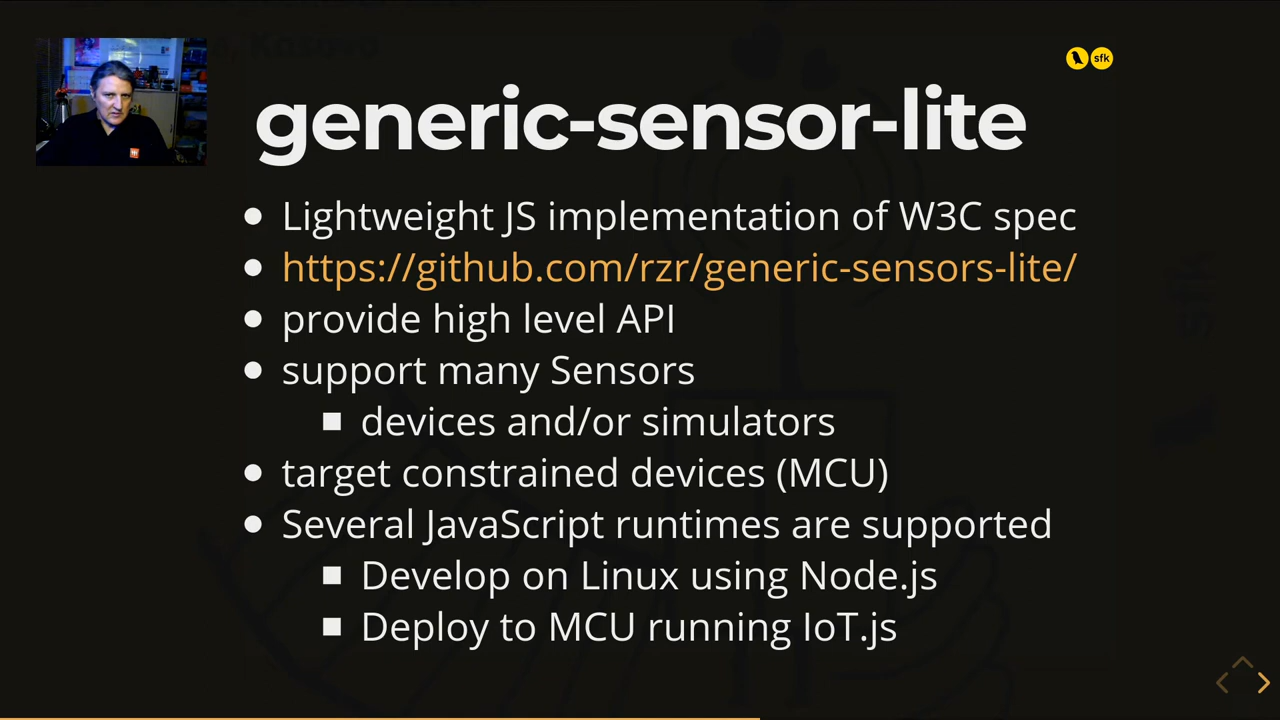 sfk
generic-sensor-lite
Lightweight JS implementation of W3C spec
https://github.com/rzr/generic-sensors-lite/
provide high level API
support many Sensors
devices and/or simulators
target constrained devices (MCU)
Several JavaScript runtimes are supported
Develop on Linux using Node.js
Deploy to MCU running IoT.js